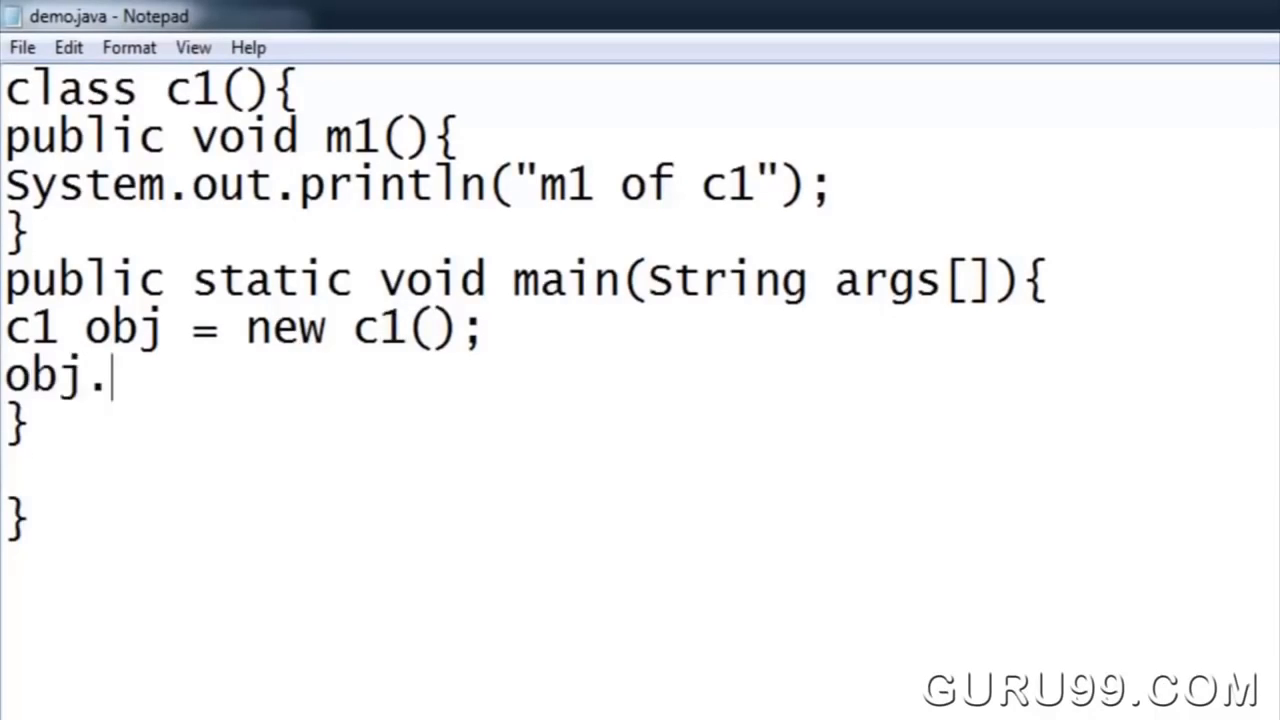 demo.java - Notepad
File Edit Format View Help
class c1(){
public void m1(){
System.out.println("m1 of c1");
}
public static void main(String args[]){
c1 obj = new c1();
obj.
}
}
GURU99.COM